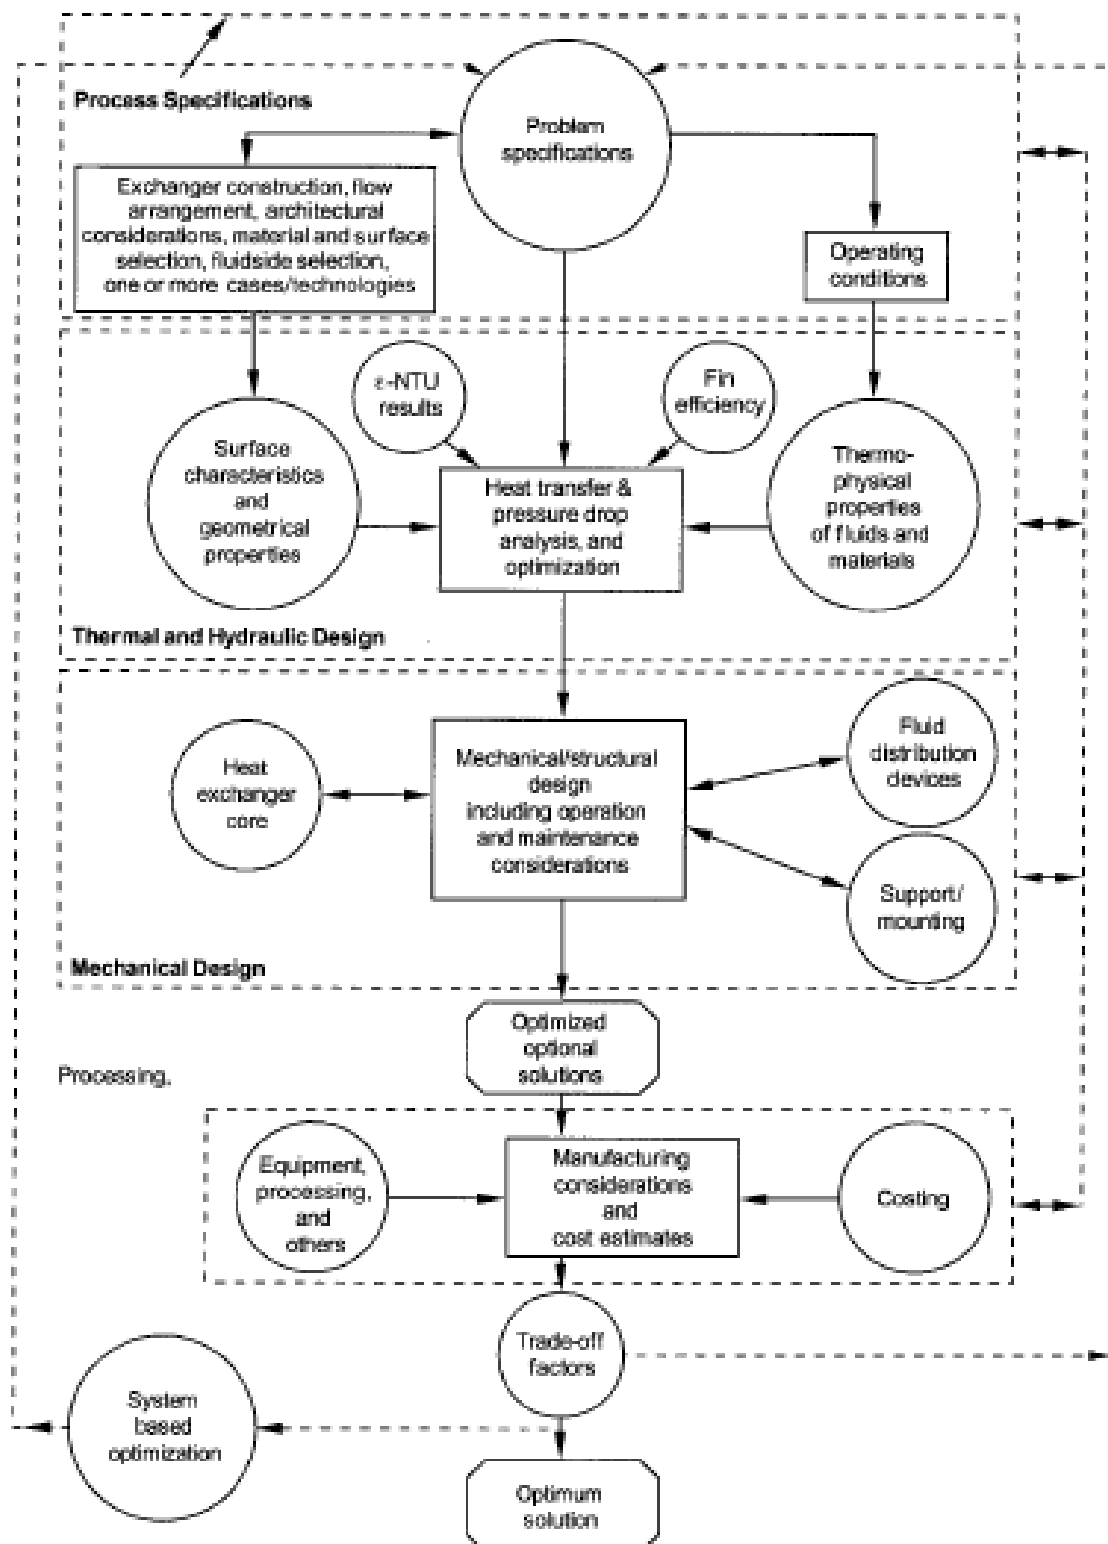 Process Specifications
Problem
specifications
Exchanger construction, flow
arrangement, architectural
considerations, material and surface
selection, fluidside selection,
one or more cases/technologies
Operating
conditions
ε-NTU
results
Fin
efficiency
Surface
characteristics
and
geometrical
properties
Heat transfer &
pressure drop
analysis, and
optimization
Thermo-
physical
properties
of fluids and
materials
Thermal and Hydraulic Design
Heat
exchanger
core
Mechanical/structural
design
including operation
and maintenance
considerations
Fluid
distribution
devices
Support/
mounting
Mechanical Design
Optimized
optional
solutions
Processing,
Equipment,
processing,
and
others
Manufacturing
considerations
and
cost estimates
Costing
Trade-off
factors
System
based
optimization
Optimum
solution